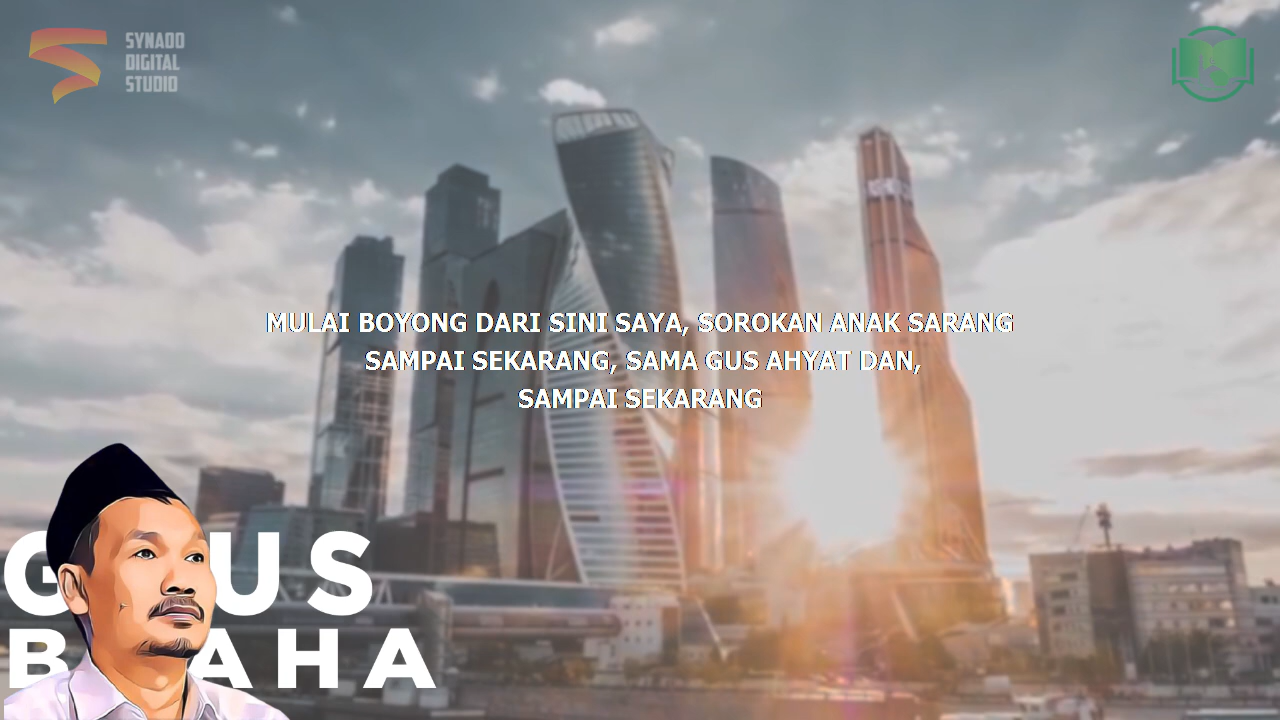 SYNADO
DIGITAL
STUDIO
MULAI BOYONG DARI SINI SAYA, SOROKAN ANAK SARANG
SAMPAI SEKARANG, SAMA GUS AHYAT DAN,
SAMPAI SEKARANG
GUS
BAHA